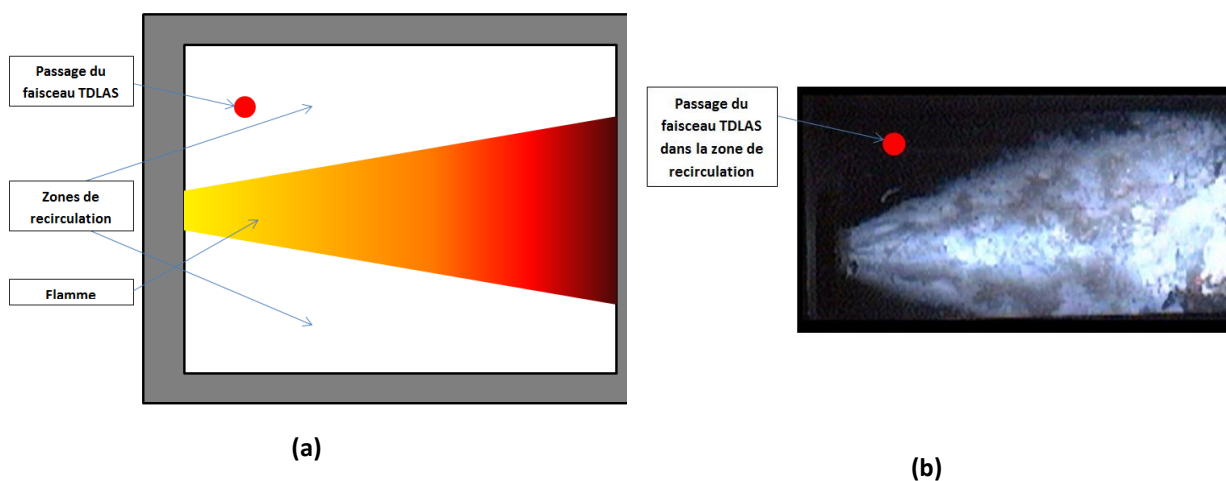 Passage du
faisceau TDLAS
Zones de
recirculation
Flamme
(a)
Passage du
faisceau TDLAS
dans la zone de
recirculation
(b)